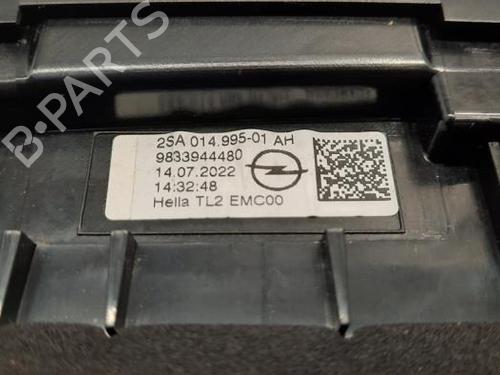 2SA 014.995-01 AH
9833944480
14.07.2022
14:32:48
Hella TL2 EMC00
B-PARTS